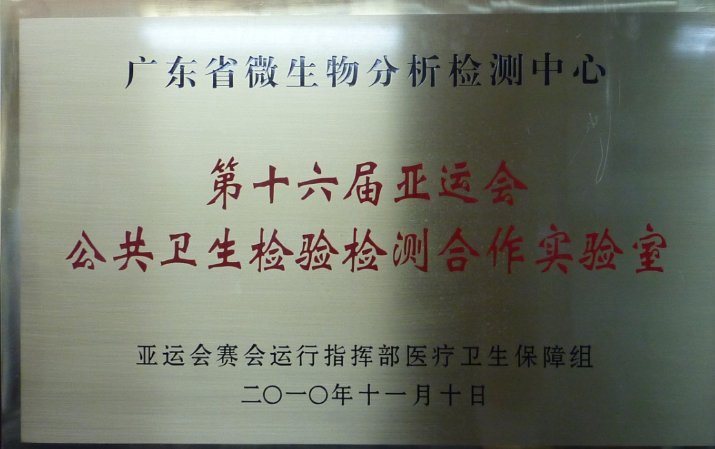 广东省微生物分析检测中心
第十六届亚运会
公共卫生检验检测合作实验室
亚运会赛会运行指挥部医疗卫生保障组
二〇一〇年十一月十日